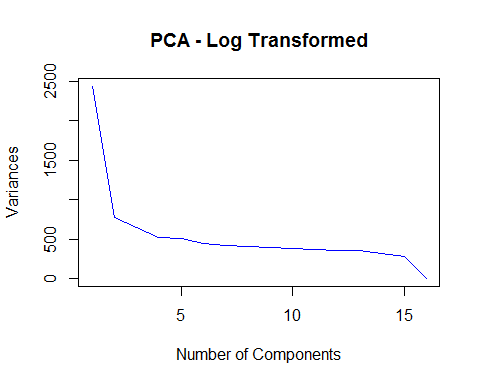 PCA - Log Transformed
2500
1500
500
0
Variances
5 10 15
Number of Components